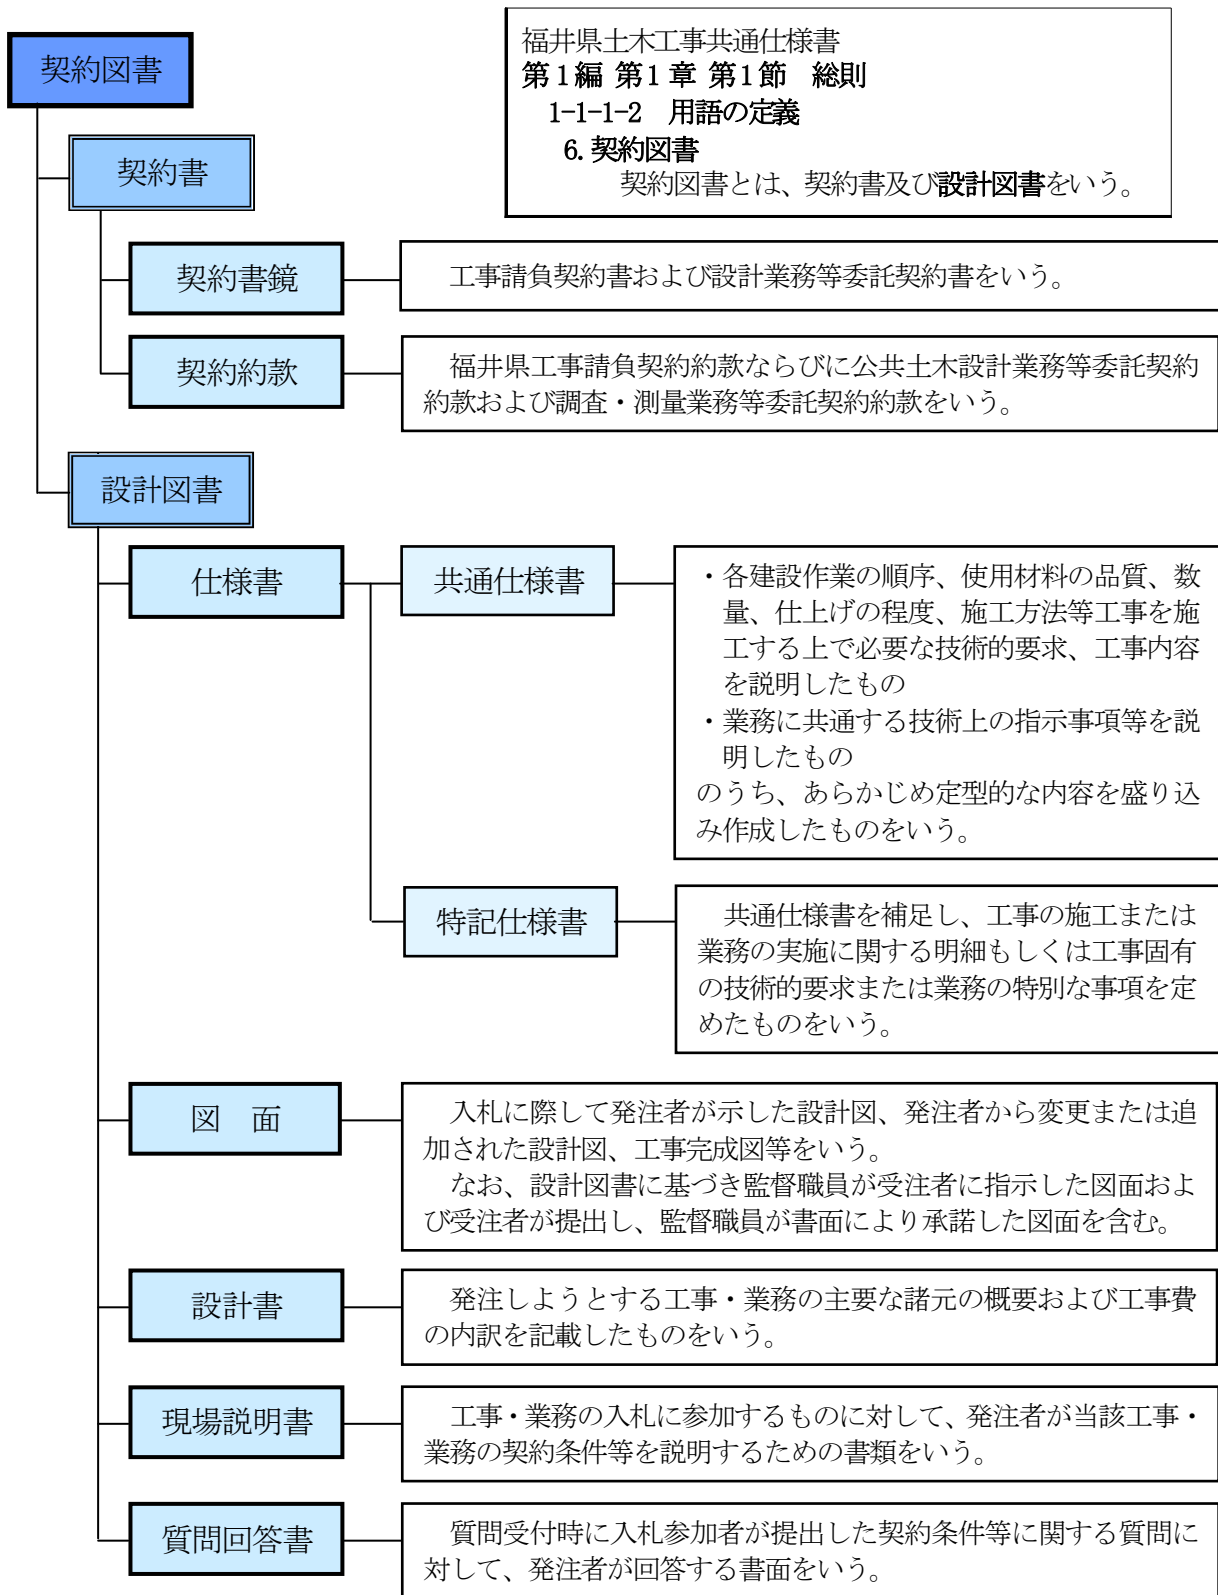 契約図書
福井県土木工事共通仕様書
第1編 第1章 第1節　総則
1-1-1-2　用語の定義
6. 契約図書
契約図書とは、契約書及び設計図書をいう。
契約書
契約書鏡
工事請負契約書および設計業務等委託契約書をいう。
契約約款
福井県工事請負契約約款ならびに公共土木設計業務等委託契約
約款および調査・測量業務等委託契約約款をいう。
設計図書
仕様書
共通仕様書
・各建設作業の順序、使用材料の品質、数
量、仕上げの程度、施工方法等工事を施
工する上で必要な技術的要求、工事内容
を説明したもの
・業務に共通する技術上の指示事項等を説
明したもの
のうち、あらかじめ定型的な内容を盛り込
み作成したものをいう。
特記仕様書
共通仕様書を補足し、工事の施工または
業務の実施に関する明細もしくは工事固有
の技術的要求または業務の特別な事項を定
めたものをいう。
図　面
入札に際して発注者が示した設計図、発注者から変更または追
加された設計図、工事完成図等をいう。
なお、設計図書に基づき監督職員が受注者に指示した図面およ
び受注者が提出し、監督職員が書面により承諾した図面を含む。
設計書
発注しようとする工事・業務の主要な諸元の概要および工事費
の内訳を記載したものをいう。
現場説明書
工事・業務の入札に参加するものに対して、発注者が当該工事・
業務の契約条件等を説明するための書類をいう。
質問回答書
質問受付時に入札参加者が提出した契約条件等に関する質問に
対して、発注者が回答する書面をいう。